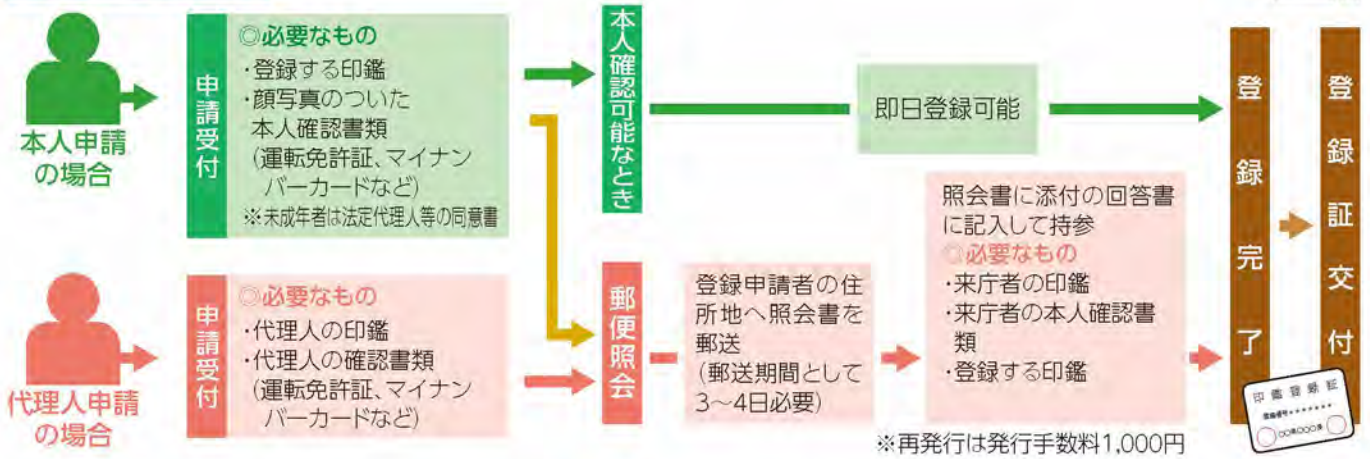 本人申請
の場合
申請受付
◎必要なもの
・登録する印鑑
・顔写真のついた
本人確認書類
(運転免許証、マイナン
バーカードなど)
※未成年者は法定代理人等の同意書
本人確認可能なとき
即日登録可能
代理人申請
の場合
申請受付
◎必要なもの
・代理人の印鑑
・代理人の確認書類
(運転免許証、マイナン
バーカードなど)
郵便照会
登録申請者の住
所地へ照会書を
郵送
(郵送期間として
3〜4日必要)
照会書に添付の回答書
に記入して持参
◎必要なもの
・来庁者の印鑑
・来庁者の本人確認書
類
・登録する印鑑
※再発行は発行手数料1,000円
登録完了
登録証交付
印鑑登録証